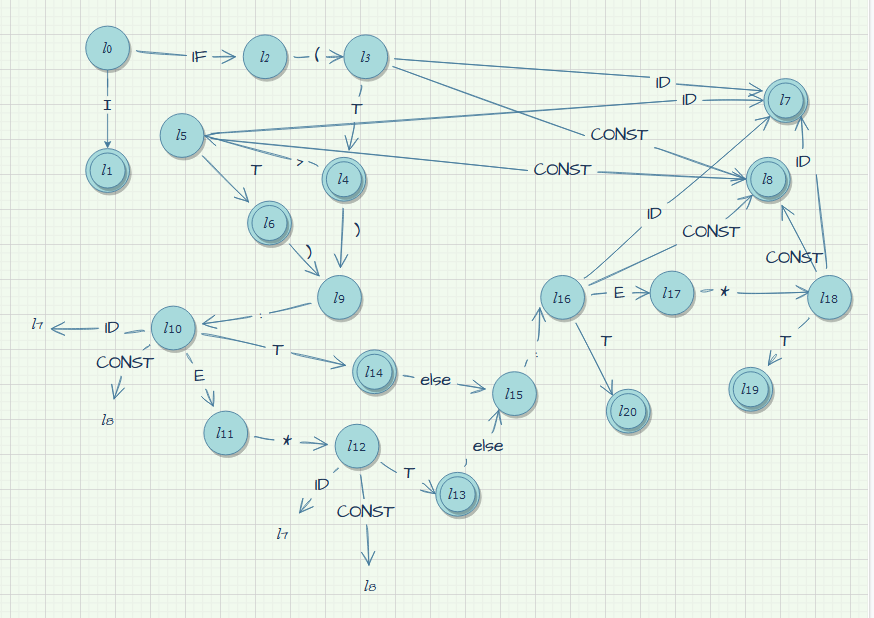 l0
IF
l2
(
l3
ID
l7
I
T
ID
l5
CONST
l1
T
>
l4
CONST
l8
ID
l6
)
)
ID
CONST
CONST
l9
l16
E
l17
*
l18
l7
ID
l10
:
T
T
CONST
T
:
E
l14
else
l15
l19
l8
l20
l11
*
l12
else
ID
T
l13
CONST
l7
l8